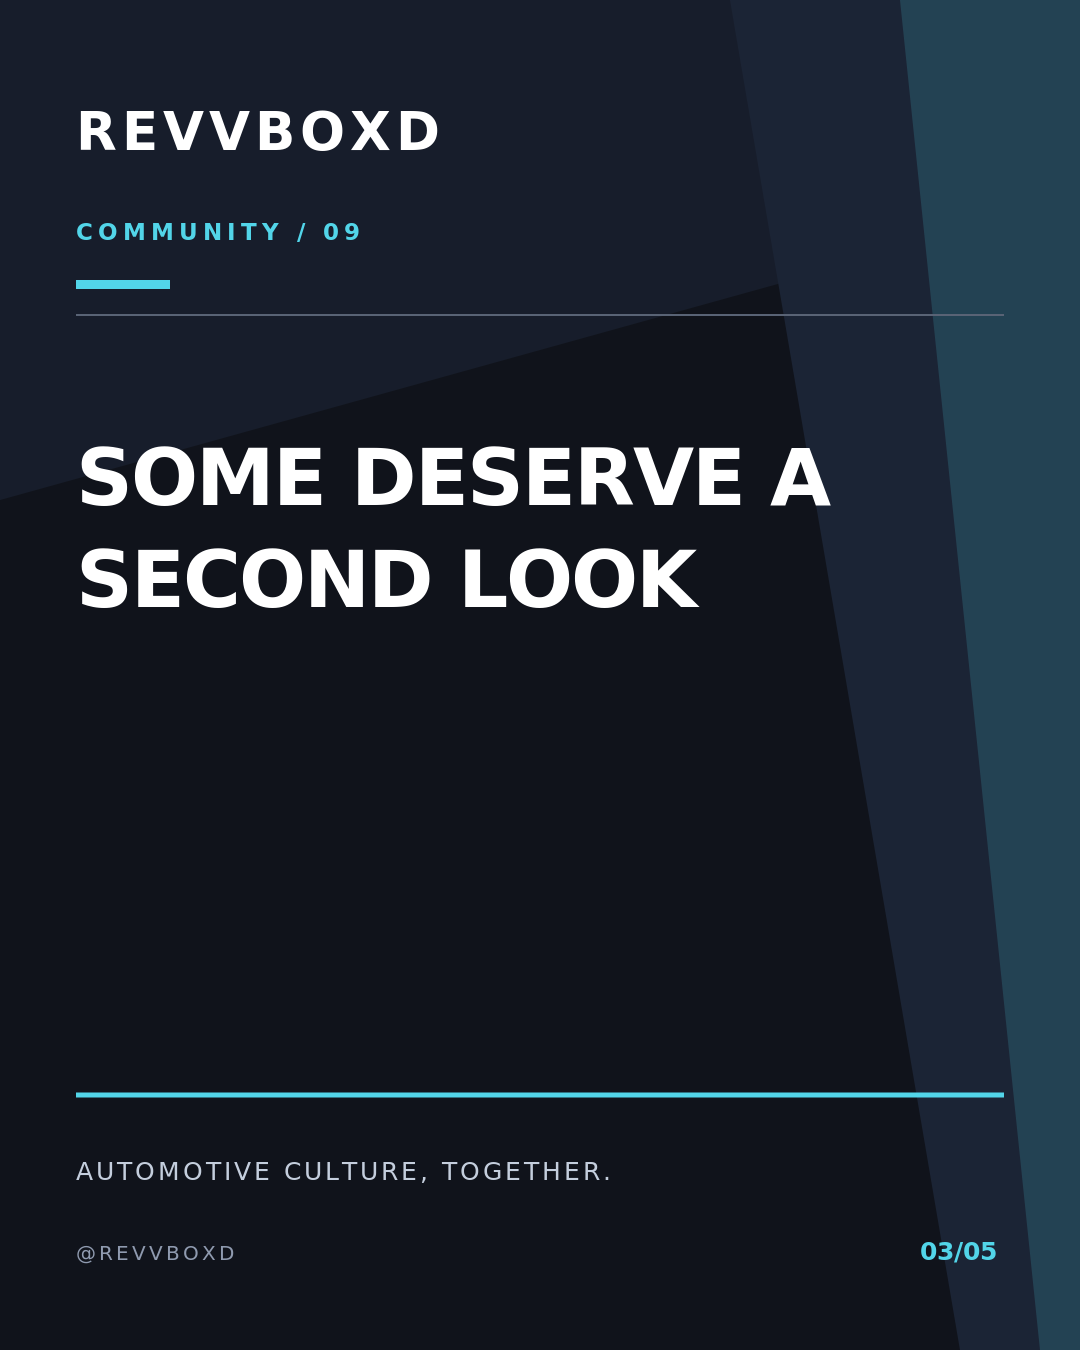 REVVBOXD
COMMUNITY / 09
SOME DESERVE A
SECOND LOOK
AUTOMOTIVE CULTURE, TOGETHER.
@REVVBOXD
03/05